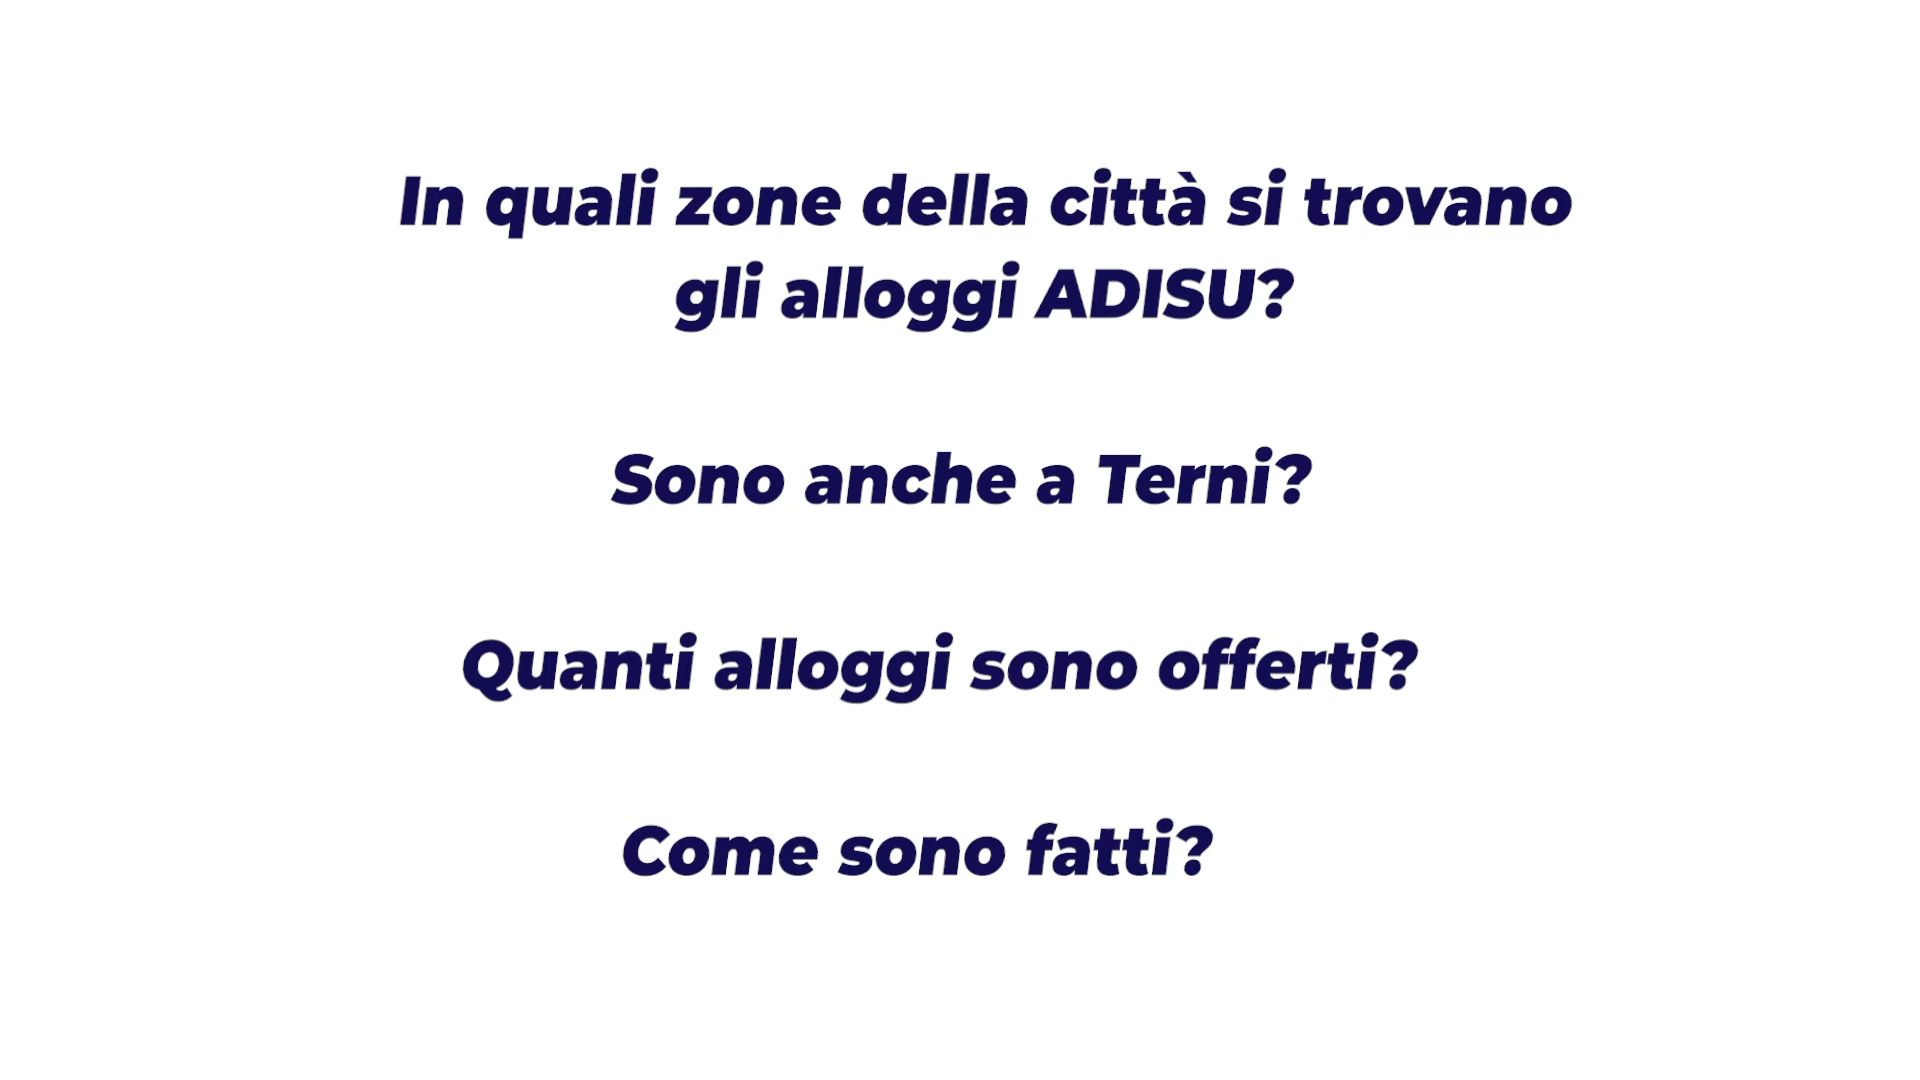 In quali zone della città si trovano
gli alloggi ADISU?
Sono anche a Terni?
Quanti alloggi sono offerti?
Come sono fatti?